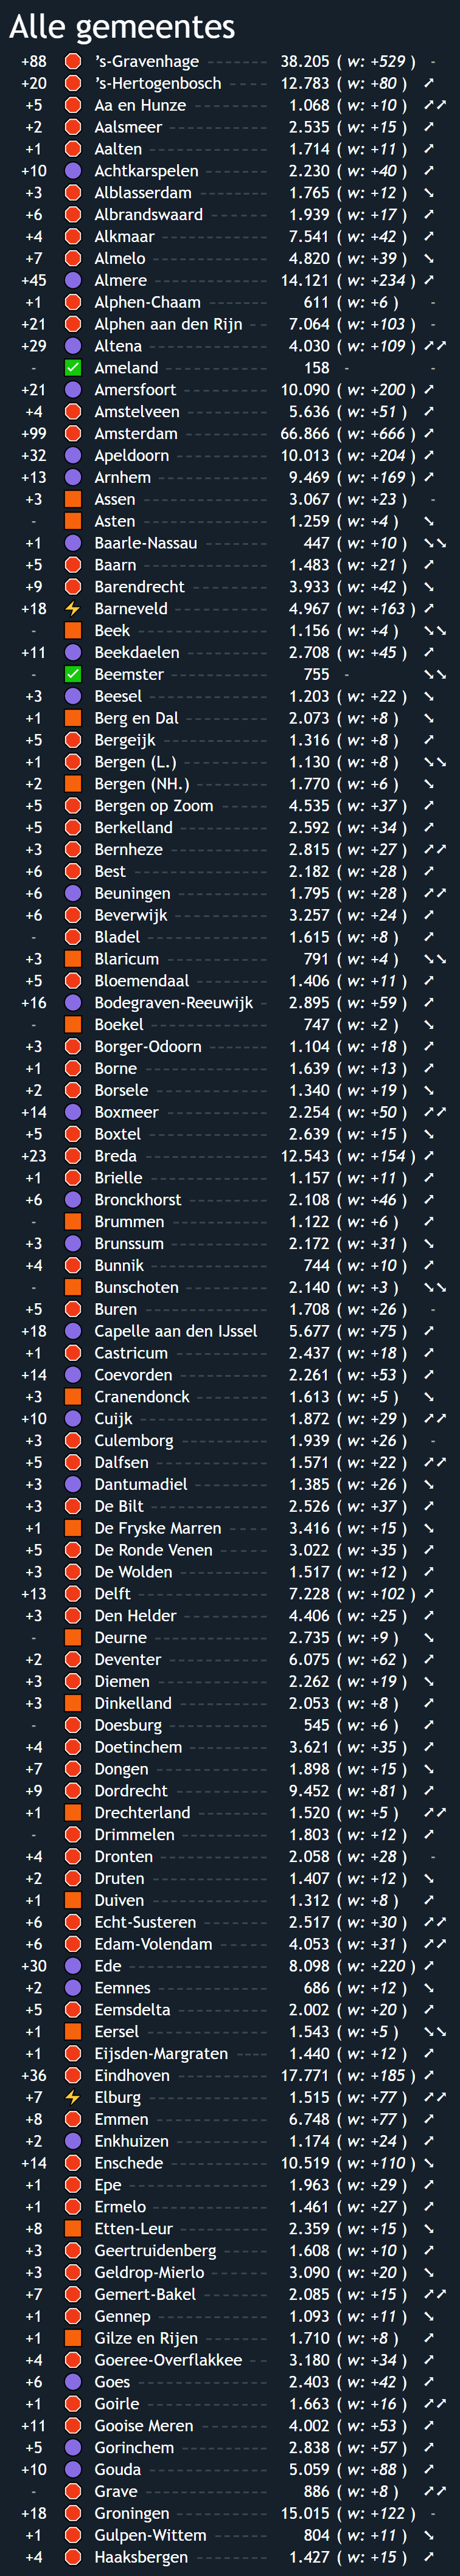 Alle gemeentes
+88 ’s-Gravenhage 38.205 ( w: +529 ) -
+20 ’s-Hertogenbosch 12.783 ( w: +80 ) ➚
+5 Aa en Hunze 1.068 ( w: +10 ) ➚➚
+2 Aalsmeer 2.535 ( w: +15 ) ➚
+1 Aalten 1.714 ( w: +11 ) ➚
+10 Achtkarspelen 2.230 ( w: +40 ) ➚
+3 Alblasserdam 1.765 ( w: +12 ) ➘
+6 Albrandswaard 1.939 ( w: +17 ) ➚
+4 Alkmaar 7.541 ( w: +42 ) ➚
+7 Almelo 4.820 ( w: +39 ) ➘
+45 Almere 14.121 ( w: +234 ) ➚
+1 Alphen-Chaam 611 ( w: +6 ) -
+21 Alphen aan den Rijn 7.064 ( w: +103 ) -
+29 Altena 4.030 ( w: +109 ) ➚➚
- Ameland 158 - -
+21 Amersfoort 10.090 ( w: +200 ) ➚
+4 Amstelveen 5.636 ( w: +51 ) ➚
+99 Amsterdam 66.866 ( w: +666 ) ➚
+32 Apeldoorn 10.013 ( w: +204 ) ➚
+13 Arnhem 9.469 ( w: +169 ) ➚
+3 Assen 3.067 ( w: +23 ) -
- Asten 1.259 ( w: +4 ) ➘
+1 Baarle-Nassau 447 ( w: +10 ) ➘➘
+5 Baarn 1.483 ( w: +21 ) ➚
+9 Barendrecht 3.933 ( w: +42 ) ➘
+18 Barneveld 4.967 ( w: +163 ) ➚
- Beek 1.156 ( w: +4 ) ➘➘
+11 Beekdaelen 2.708 ( w: +45 ) ➚
- Beemster 755 - ➘➘
+3 Beesel 1.203 ( w: +22 ) ➘
+1 Berg en Dal 2.073 ( w: +8 ) ➘
+5 Bergeijk 1.316 ( w: +8 ) ➚
+1 Bergen (L.) 1.130 ( w: +8 ) ➘➘
+2 Bergen (NH.) 1.770 ( w: +6 ) ➘
+5 Bergen op Zoom 4.535 ( w: +37 ) ➚
+5 Berkelland 2.592 ( w: +34 ) ➚
+3 Bernheze 2.815 ( w: +27 ) ➚➚
+6 Best 2.182 ( w: +28 ) ➚
+6 Beuningen 1.795 ( w: +28 ) ➚➚
+6 Beverwijk 3.257 ( w: +24 ) ➚
- Bladel 1.615 ( w: +8 ) ➚
+3 Blaricum 791 ( w: +4 ) ➘➘
+5 Bloemendaal 1.406 ( w: +11 ) ➚
+16 Bodegraven-Reeuwijk 2.895 ( w: +59 ) ➚
- Boekel 747 ( w: +2 ) ➘
+3 Borger-Odoorn 1.104 ( w: +18 ) ➚
+1 Borne 1.639 ( w: +13 ) ➚
+2 Borsele 1.340 ( w: +19 ) ➘
+14 Boxmeer 2.254 ( w: +50 ) ➚➚
+5 Boxtel 2.639 ( w: +15 ) ➘
+23 Breda 12.543 ( w: +154 ) ➚
+1 Brielle 1.157 ( w: +11 ) ➚
+6 Bronckhorst 2.108 ( w: +46 ) ➚
- Brummen 1.122 ( w: +6 ) ➚
+3 Brunssum 2.172 ( w: +31 ) ➘
+4 Bunnik 744 ( w: +10 ) ➚
- Bunschoten 2.140 ( w: +3 ) ➘➘
+5 Buren 1.708 ( w: +26 ) -
+18 Capelle aan den IJssel 5.677 ( w: +75 ) ➚
+1 Castricum 2.437 ( w: +18 ) ➚
+14 Coevorden 2.261 ( w: +53 ) ➚
+3 Cranendonck 1.613 ( w: +5 ) ➘
+10 Cuijk 1.872 ( w: +29 ) ➚➚
+3 Culemborg 1.939 ( w: +26 ) -
+5 Dalfsen 1.571 ( w: +22 ) ➚➚
+3 Dantumadiel 1.385 ( w: +26 ) ➘
+3 De Bilt 2.526 ( w: +37 ) ➚
+1 De Fryske Marren 3.416 ( w: +15 ) ➘
+5 De Ronde Venen 3.022 ( w: +35 ) ➚
+3 De Wolden 1.517 ( w: +12 ) ➚
+13 Delft 7.228 ( w: +102 ) ➚
+3 Den Helder 4.406 ( w: +25 ) ➚
- Deurne 2.735 ( w: +9 ) ➘
+2 Deventer 6.075 ( w: +62 ) ➚
+3 Diemen 2.262 ( w: +19 ) ➘
+3 Dinkelland 2.053 ( w: +8 ) ➚
- Doesburg 545 ( w: +6 ) ➚
+4 Doetinchem 3.621 ( w: +35 ) ➚
+7 Dongen 1.898 ( w: +15 ) ➘
+9 Dordrecht 9.452 ( w: +81 ) ➚
+1 Drechterland 1.520 ( w: +5 ) ➚➚
- Drimmelen 1.803 ( w: +12 ) ➚
+4 Dronten 2.058 ( w: +28 ) -
+2 Druten 1.407 ( w: +12 ) ➘
+1 Duiven 1.312 ( w: +8 ) ➚
+6 Echt-Susteren 2.517 ( w: +30 ) ➚➚
+6 Edam-Volendam 4.053 ( w: +31 ) ➚➚
+30 Ede 8.098 ( w: +220 ) ➚
+2 Eemnes 686 ( w: +12 ) ➘
+5 Eemsdelta 2.002 ( w: +20 ) ➚
+1 Eersel 1.543 ( w: +5 ) ➘➘
+1 Eijsden-Margraten 1.440 ( w: +12 ) ➚
+36 Eindhoven 17.771 ( w: +185 ) ➚
+7 Elburg 1.515 ( w: +77 ) ➚➚
+8 Emmen 6.748 ( w: +77 ) ➚
+2 Enkhuizen 1.174 ( w: +24 ) ➚
+14 Enschede 10.519 ( w: +110 ) ➘
+1 Epe 1.963 ( w: +29 ) ➚
+1 Ermelo 1.461 ( w: +27 ) ➚
+8 Etten-Leur 2.359 ( w: +15 ) ➘
+3 Geertruidenberg 1.608 ( w: +10 ) ➚
+3 Geldrop-Mierlo 3.090 ( w: +20 ) ➘
+7 Gemert-Bakel 2.085 ( w: +15 ) ➚➚
+1 Gennep 1.093 ( w: +11 ) ➘
+1 Gilze en Rijen 1.710 ( w: +8 ) ➚
+4 Goeree-Overflakkee 3.180 ( w: +34 ) ➚
+6 Goes 2.403 ( w: +42 ) ➚
+1 Goirle 1.663 ( w: +16 ) ➚➚
+11 Gooise Meren 4.002 ( w: +53 ) ➚
+5 Gorinchem 2.838 ( w: +57 ) ➚
+10 Gouda 5.059 ( w: +88 ) ➚
- Grave 886 ( w: +8 ) ➚➚
+18 Groningen 15.015 ( w: +122 ) -
+1 Gulpen-Wittem 804 ( w: +11 ) ➘
+4 Haaksbergen 1.427 ( w: +15 ) ➚